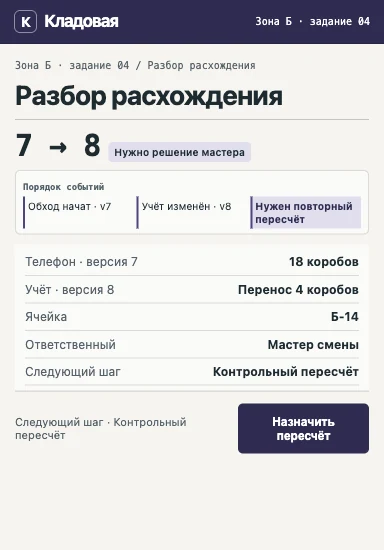 К Кладовая
Зона Б · задание 04
Зона Б · задание 04 / Разбор расхождения
Разбор расхождения
7 → 8 Нужно решение мастера
Порядок событий
Обход начат · v7
Учёт изменён · v8
Нужен повторный
пересчёт
Телефон · версия 7 18 коробов
Учёт · версия 8 Перенос 4 коробов
Ячейка Б-14
Ответственный Мастер смены
Следующий шаг Контрольный пересчёт
Следующий шаг · Контрольный
пересчёт
Назначить
пересчёт